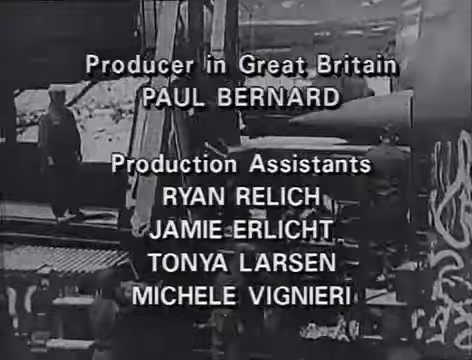 Producer in Great Britain
PAUL BERNARD
Production Assistants
RYAN RELICH
JAMIE ERLICHT
TONYA LARSEN
MICHELE VIGNIERI